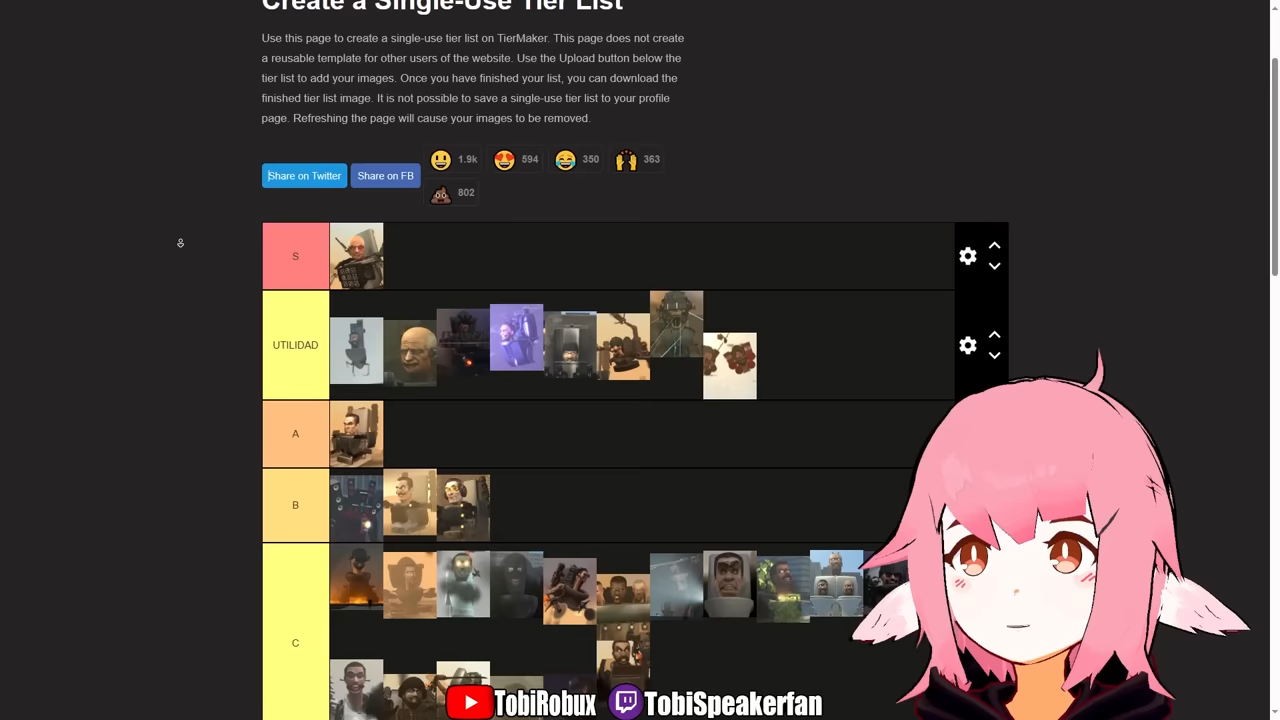 Create a Single-Use Tier List
Use this page to create a single-use tier list on TierMaker. This page does not create
a reusable template for other users of the website. Use the Upload button below the
tier list to add your images. Once you have finished your list, you can download the
finished tier list image. It is not possible to save a single-use tier list to your profile
page. Refreshing the page will cause your images to be removed.
Share on Twitter
Share on FB
1.9k
594
350
363
802
S
UTILIDAD
A
B
C
TobiRobux
TobiSpeakerfan